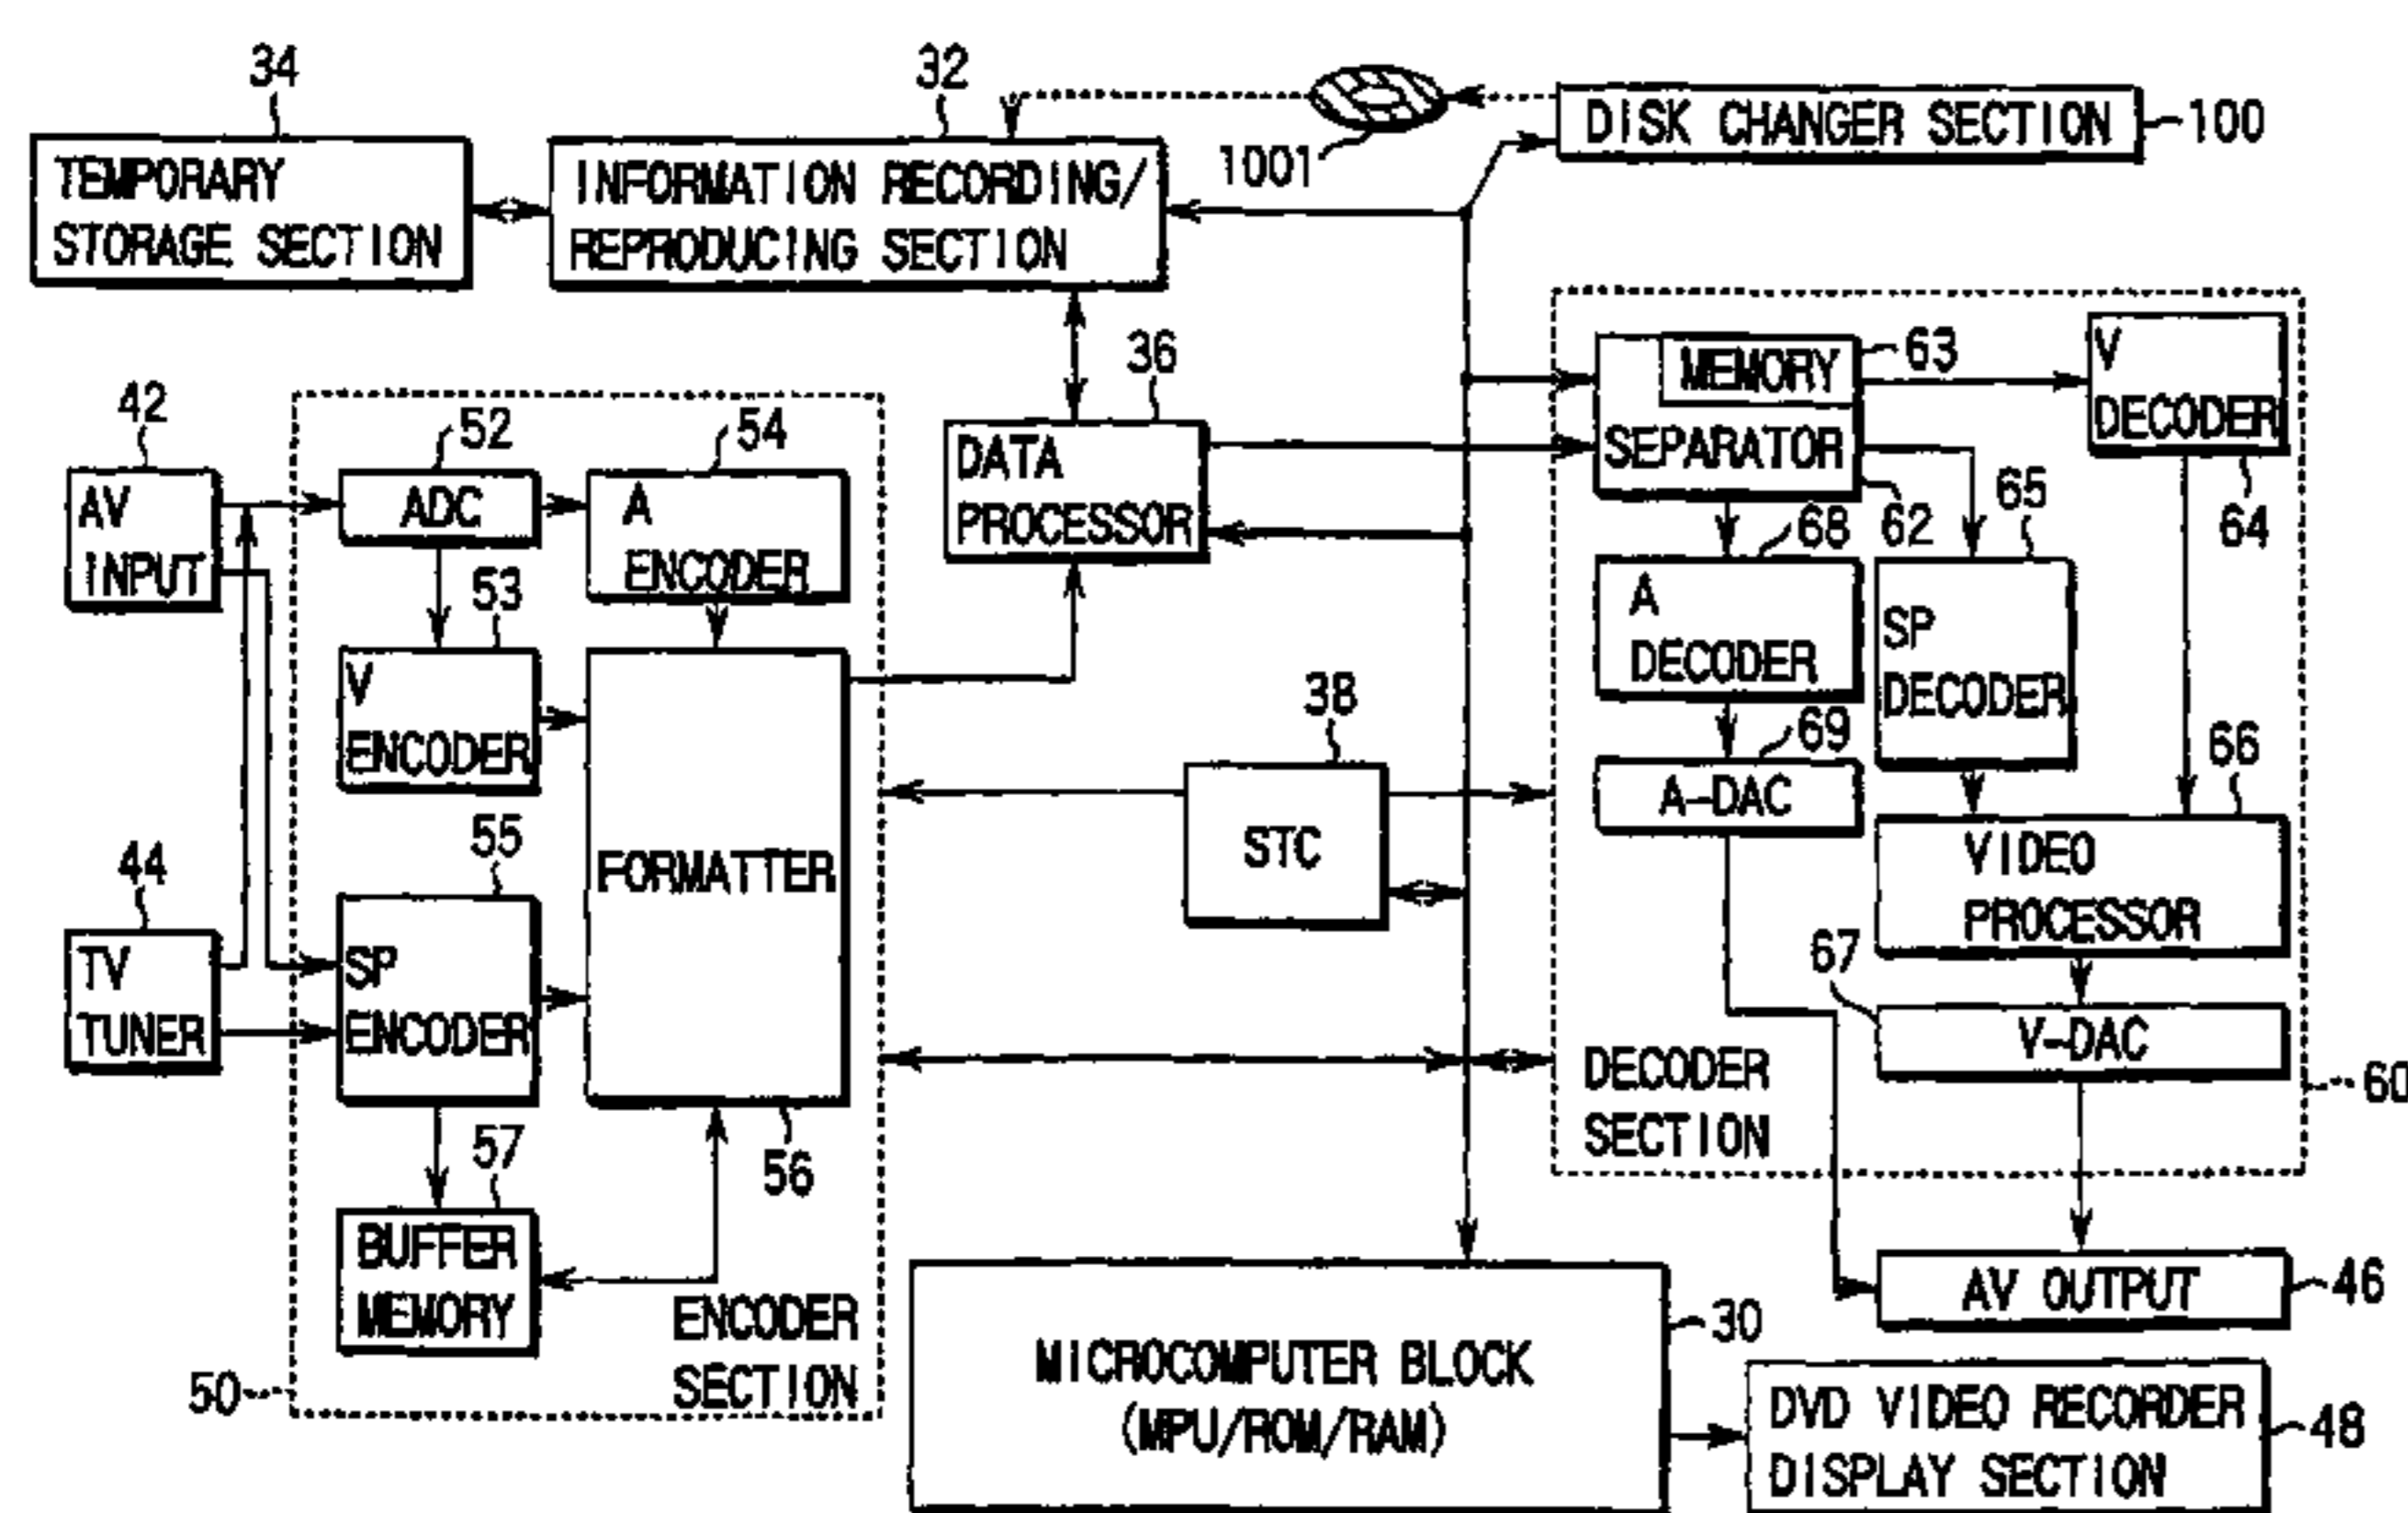 34
32
1001
DISK CHANGER SECTION
100
TEMPORARY
STORAGE SECTION
INFORMATION RECORDING/
REPRODUCING SECTION
42
AV
INPUT
44
TV
TUNER
52
ADC
54
A
ENCODER
53
V
ENCODER
55
SP
ENCODER
FORMATTER
56
57
BUFFER
MEMORY
ENCODER
SECTION
50
36
DATA
PROCESSOR
38
STC
MEMORY
63
SEPARATOR
62
V
DECODER
64
68
A
DECODER
65
SP
DECODER
69
A-DAC
66
VIDEO
PROCESSOR
67
V-DAC
DECODER
SECTION
60
AV OUTPUT
46
MICROCOMPUTER BLOCK
(MPU/ROM/RAM)
30
DVD VIDEO RECORDER
DISPLAY SECTION
48